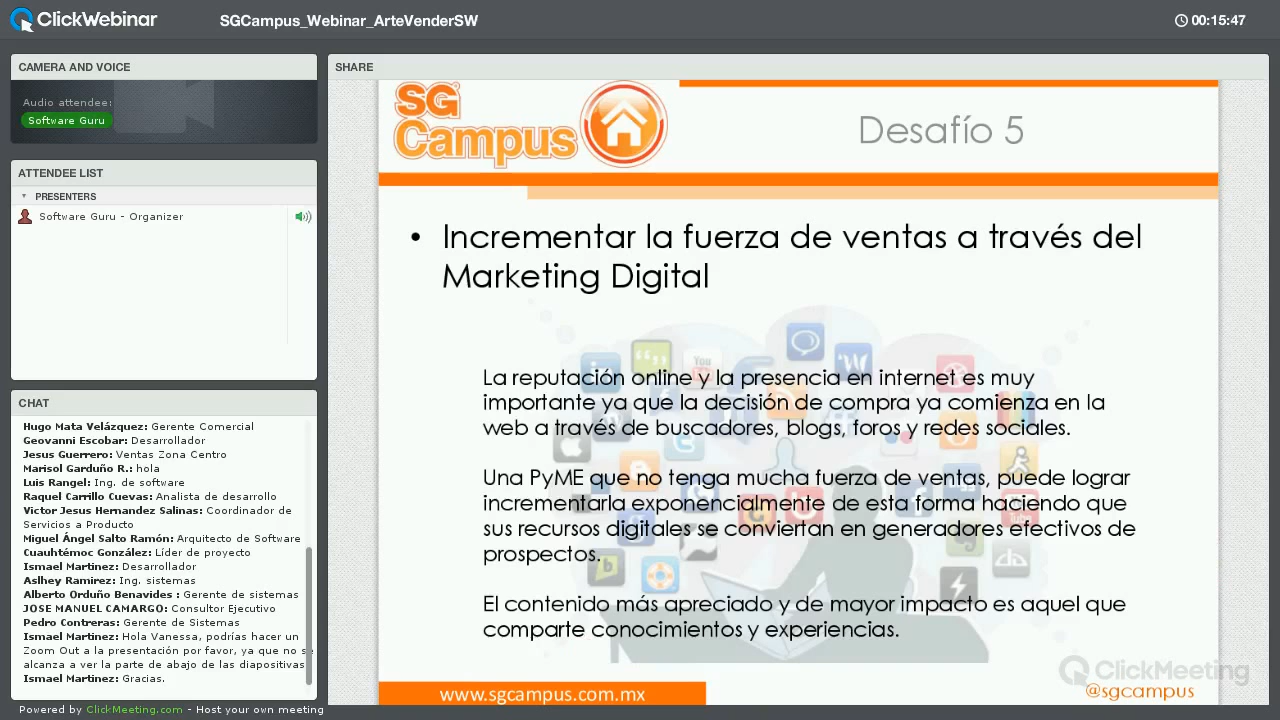 ClickWebinar
SGCampus_Webinar_ArteVenderSW
00:15:47
CAMERA AND VOICE
Audio attendee:
Software Guru
ATTENDEE LIST
PRESENTERS
Software Guru - Organizer
CHAT
Hugo Mata Velázquez: Gerente Comercial
Geovanni Escobar: Desarrollador
Jesus Guerrero: Ventas Zona Centro
Marisol Garduño R.: hola
Luis Rangel: Ing. de software
Raquel Carrillo Cuevas: Analista de desarrollo
Victor Jesus Hernandez Salinas: Coordinador de
Servicios a Producto
Miguel Ángel Salto Ramón: Arquitecto de Software
Cuauhtémoc González: Líder de proyecto
Ismael Martinez: Desarrollador
Aslhey Ramirez: Ing. sistemas
Alberto Orduño Benavides : Gerente de sistemas
JOSE MANUEL CAMARGO: Consultor Ejecutivo
Pedro Contreras: Gerente de Sistemas
Ismael Martinez: Hola Vanessa, podrías hacer un
Zoom Out a la presentación por favor, ya que no se
alcanza a ver la parte de abajo de las diapositivas
Ismael Martinez: Gracias.
Powered by ClickMeeting.com - Host your own meeting
SHARE
SG
Campus
Desafío 5
• Incrementar la fuerza de ventas a través del
Marketing Digital
La reputación online y la presencia en internet es muy
importante ya que la decisión de compra ya comienza en la
web a través de buscadores, blogs, foros y redes sociales.
Una PyME que no tenga mucha fuerza de ventas, puede lograr
incrementarla exponencialmente de esta forma haciendo que
sus recursos digitales se conviertan en generadores efectivos de
prospectos.
El contenido más apreciado y de mayor impacto es aquel que
comparte conocimientos y experiencias.
ClickMeeting
www.sgcampus.com.mx
@sgcampus